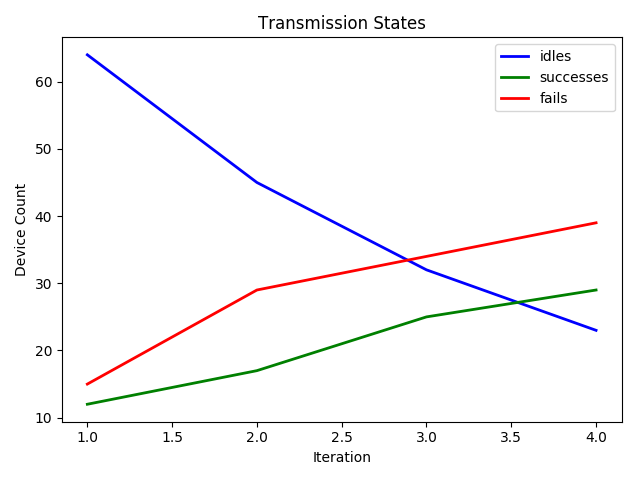 Transmission States
idles
successes
fails
Device Count
60
50
40
30
20
10
1.0 1.5 2.0 2.5 3.0 3.5 4.0
Iteration